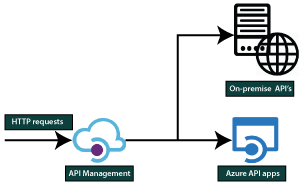 On-premise API's
HTTP requests
API Management
Azure API apps